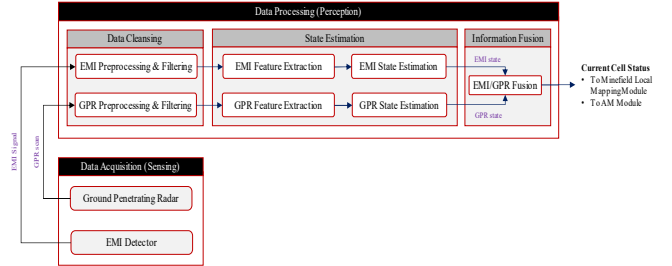 Data Processing (Perception)
Data Cleansing
State Estimation
Information Fusion
EMI Preprocessing & Filtering
EMI Feature Extraction
EMI State Estimation
EMI state
EMI/GPR Fusion
GPR Preprocessing & Filtering
GPR Feature Extraction
GPR State Estimation
GPR state
Current Cell Status
• To Minefield Local
Mapping Module
• To AM Module
EMI Signal
GPR scan
Data Acquisition (Sensing)
Ground Penetrating Radar
EMI Detector